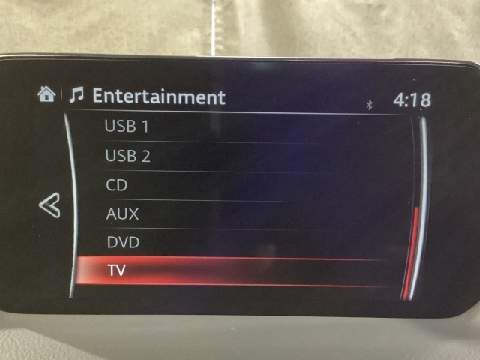 Entertainment 4:18
USB 1
USB 2
CD
AUX
DVD
TV